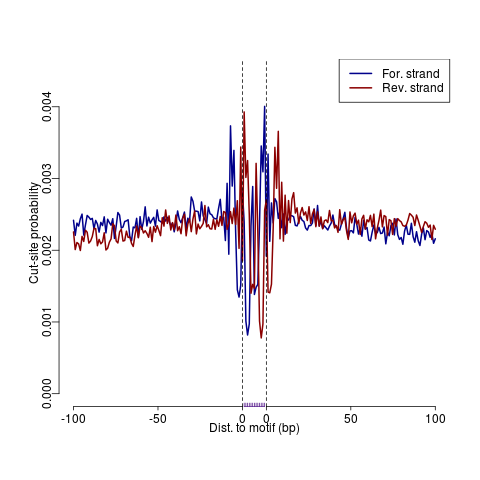 For. strand
Rev. strand
Cut-site probability
0.004
0.003
0.002
0.001
0.000
-100 -50 0 0 50 100
Dist. to motif (bp)